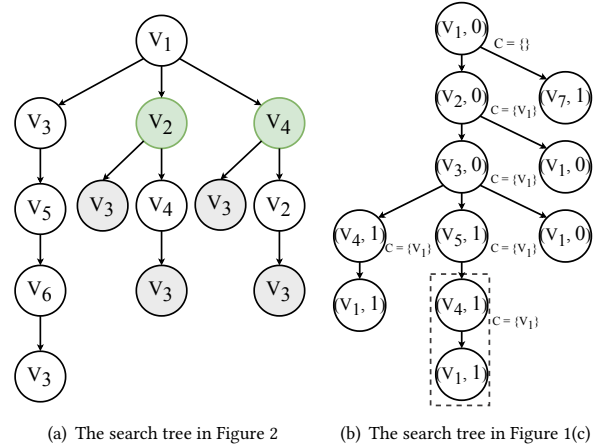 V1
V3
V2
V4
V3
V4
V3
V2
V5
V3
V3
V6
V3
(a) The search tree in Figure 2
(V1, 0)
C = {}
(V2, 0)
(V7, 1)
C = {V1}
(V3, 0)
(V1, 0)
C = {V1}
(V4, 1)
C = {V1}
(V5, 1)
C = {V1}
(V1, 0)
(V1, 1)
(V4, 1)
C = {V1}
(V1, 1)
(b) The search tree in Figure 1(c)